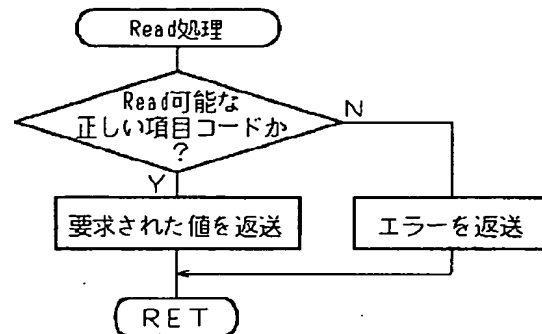 Read処理
Read可能な
正しい項目コードか
?
N
Y
要求された値を返送
エラーを返送
RET